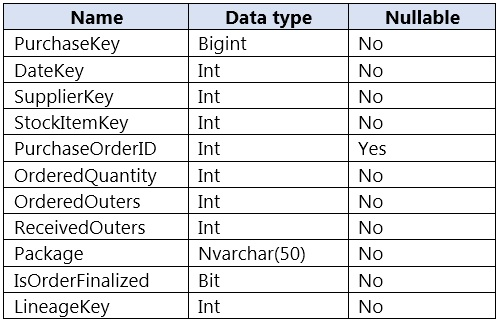 Name Data type Nullable
PurchaseKey Bigint No
DateKey Int No
SupplierKey Int No
StockItemKey Int No
PurchaseOrderID Int Yes
OrderedQuantity Int No
OrderedOuters Int No
ReceivedOuters Int No
Package Nvarchar(50) No
IsOrderFinalized Bit No
LineageKey Int No